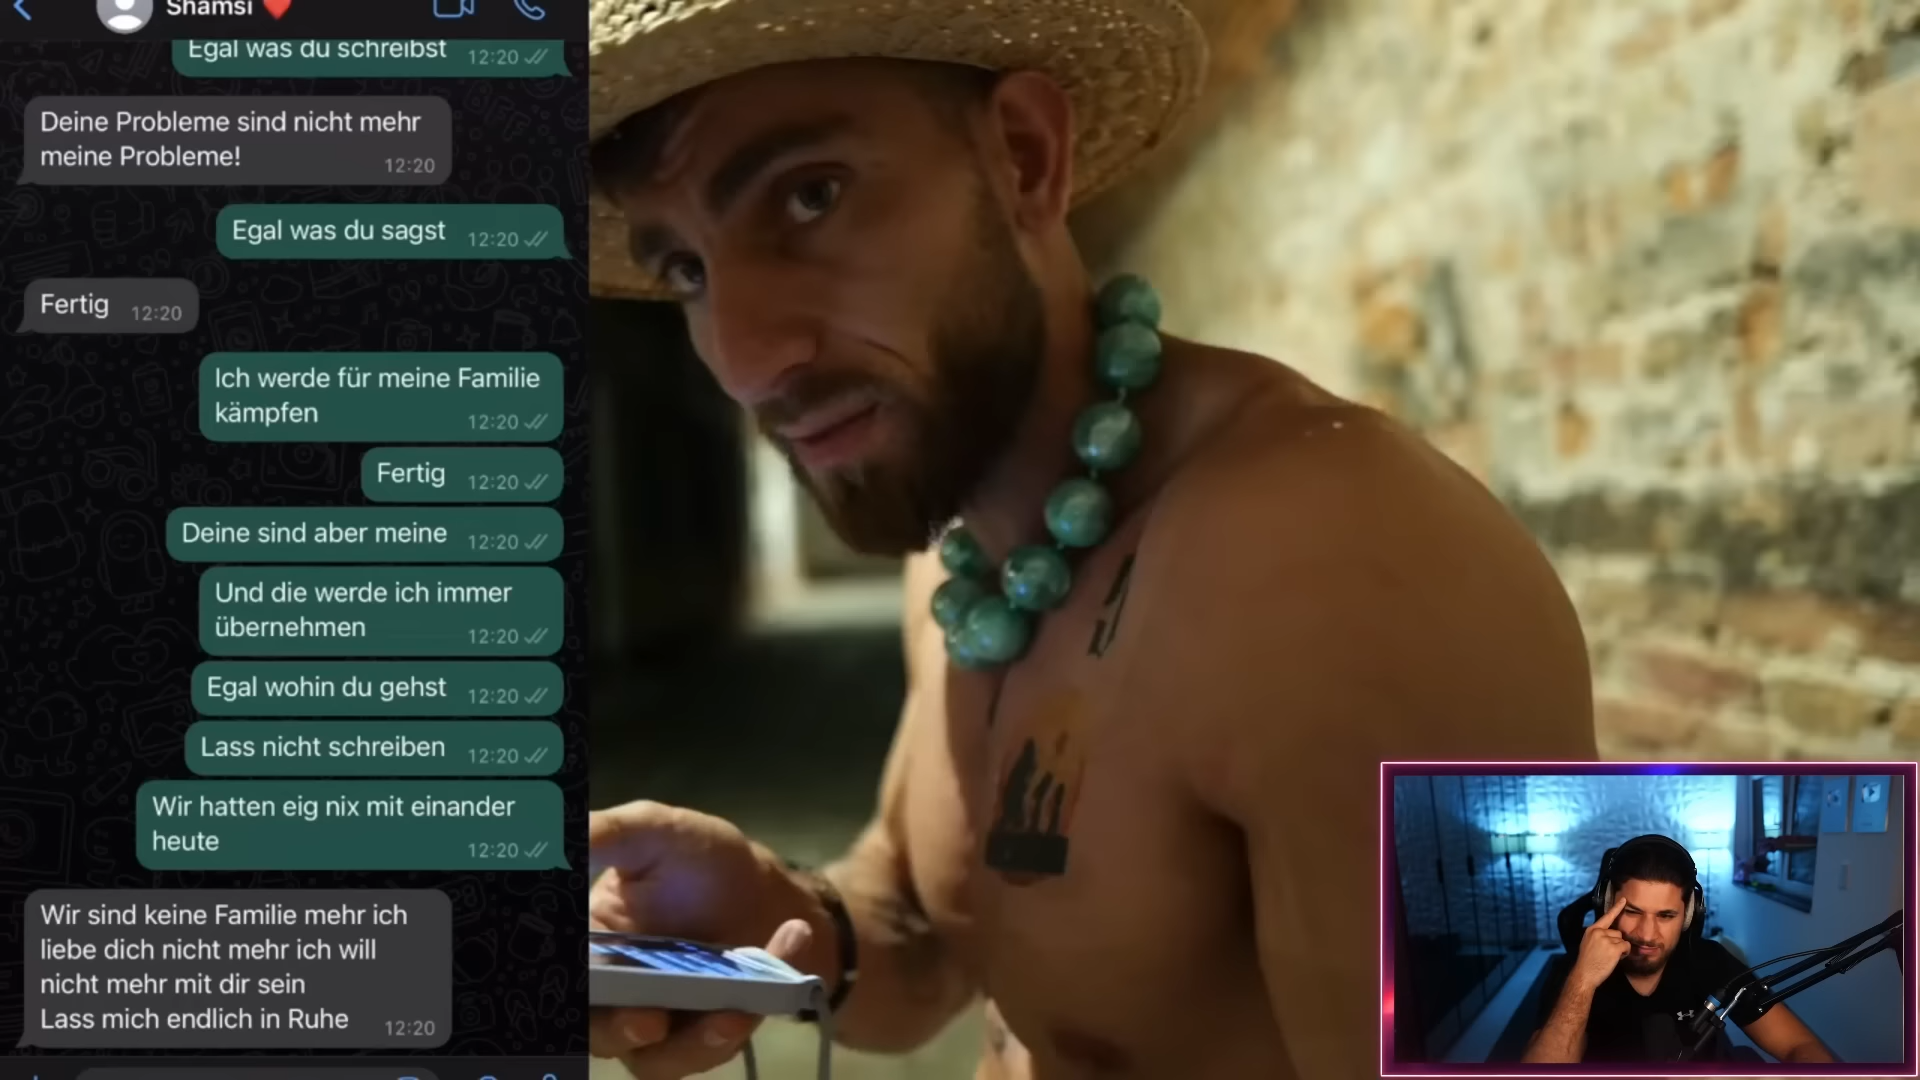 Shamsi ❤️
Egal was du schreibst 12:20
Deine Probleme sind nicht mehr
meine Probleme! 12:20
Egal was du sagst 12:20
Fertig 12:20
Ich werde für meine Familie
kämpfen 12:20
Fertig 12:20
Deine sind aber meine 12:20
Und die werde ich immer
übernehmen 12:20
Egal wohin du gehst 12:20
Lass nicht schreiben 12:20
Wir hatten eig nix mit einander
heute 12:20
Wir sind keine Familie mehr ich
liebe dich nicht mehr ich will
nicht mehr mit dir sein
Lass mich endlich in Ruhe 12:20